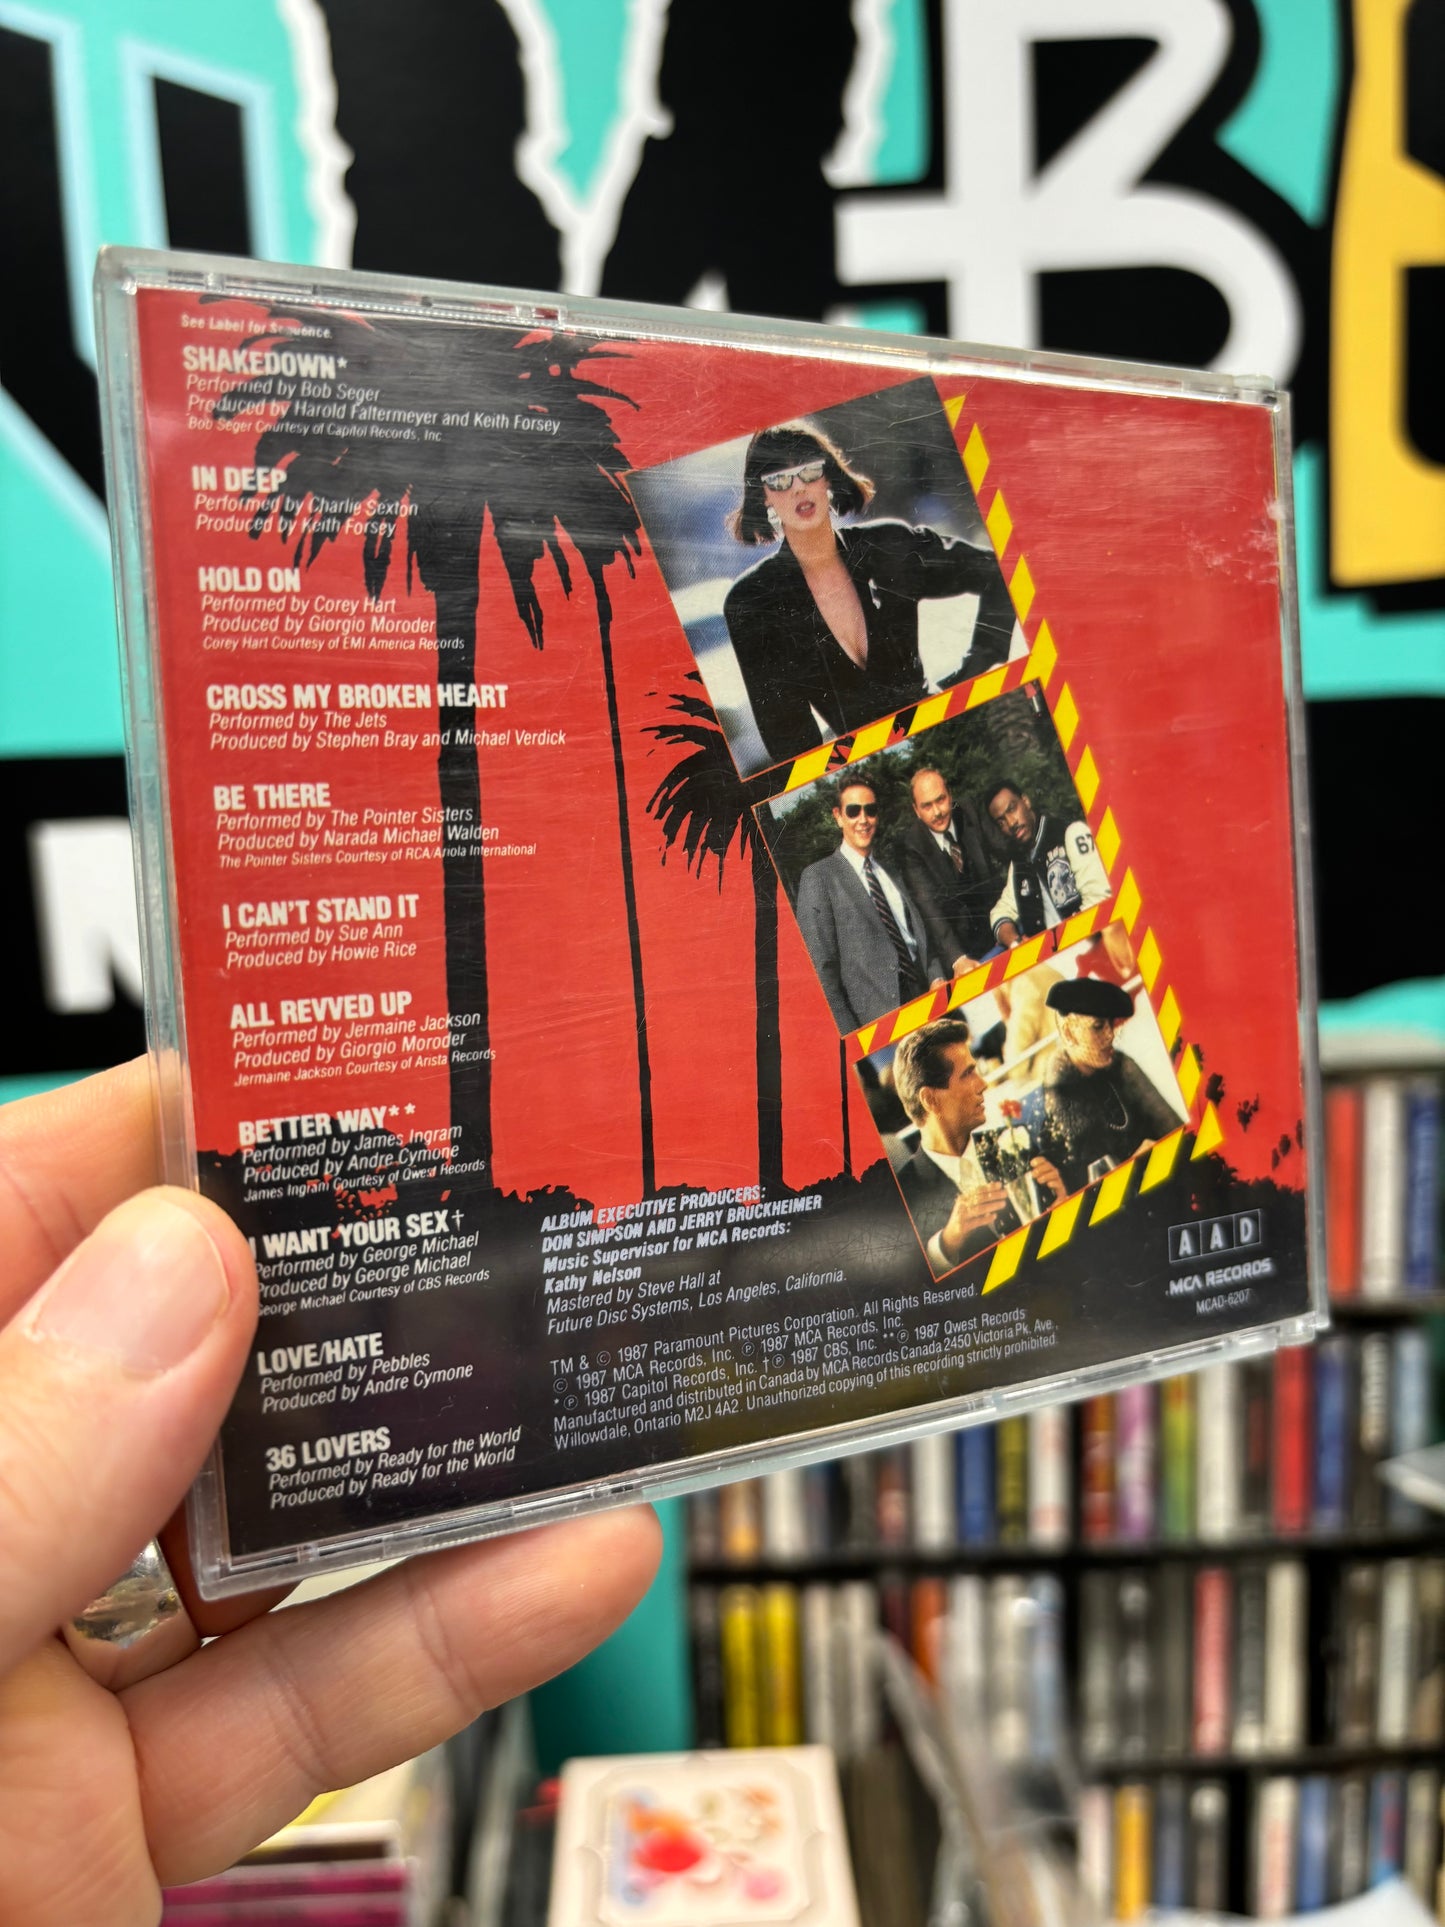 See Label for Sequence.
SHAKEDOWN*
Performed by Bob Seger
Produced by Harold Faltermeyer and Keith Forsey
Bob Seger Courtesy of Capitol Records, Inc
IN DEEP
Performed by Charlie Sexton
Produced by Keith Forsey
HOLD ON
Performed by Corey Hart
Produced by Giorgio Moroder
Corey Hart Courtesy of EMI America Records
CROSS MY BROKEN HEART
Performed by The Jets
Produced by Stephen Bray and Michael Verdick
BE THERE
Performed by The Pointer Sisters
Produced by Narada Michael Walden
The Pointer Sisters Courtesy of RCA/Ariola International
I CAN'T STAND IT
Performed by Sue Ann
Produced by Howie Rice
ALL REVVED UP
Performed by Jermaine Jackson
Produced by Giorgio Moroder
Jermaine Jackson Courtesy of Arista Records
BETTER WAY**
Performed by James Ingram
Produced by Andre Cymone
James Ingram Courtesy of Qwest Records
I WANT YOUR SEX†
Performed by George Michael
Produced by George Michael
George Michael Courtesy of CBS Records
LOVE/HATE
Performed by Pebbles
Produced by Andre Cymone
36 LOVERS
Performed by Ready for the World
Produced by Ready for the World
67
ALBUM EXECUTIVE PRODUCERS:
DON SIMPSON AND JERRY BRUCKHEIMER
Music Supervisor for MCA Records:
Kathy Nelson
Mastered by Steve Hall at
Future Disc Systems, Los Angeles, California.
TM & © 1987 Paramount Pictures Corporation. All Rights Reserved.
© 1987 MCA Records, Inc. ℗ 1987 MCA Records, Inc.
*℗ 1987 Capitol Records, Inc. †℗ 1987 CBS, Inc. **℗ 1987 Qwest Records
Manufactured and distributed in Canada by MCA Records Canada 2450 Victoria Pk. Ave.,
Willowdale, Ontario M2J 4A2. Unauthorized copying of this recording strictly prohibited.
AAD
MCA RECORDS
MCAD-6207